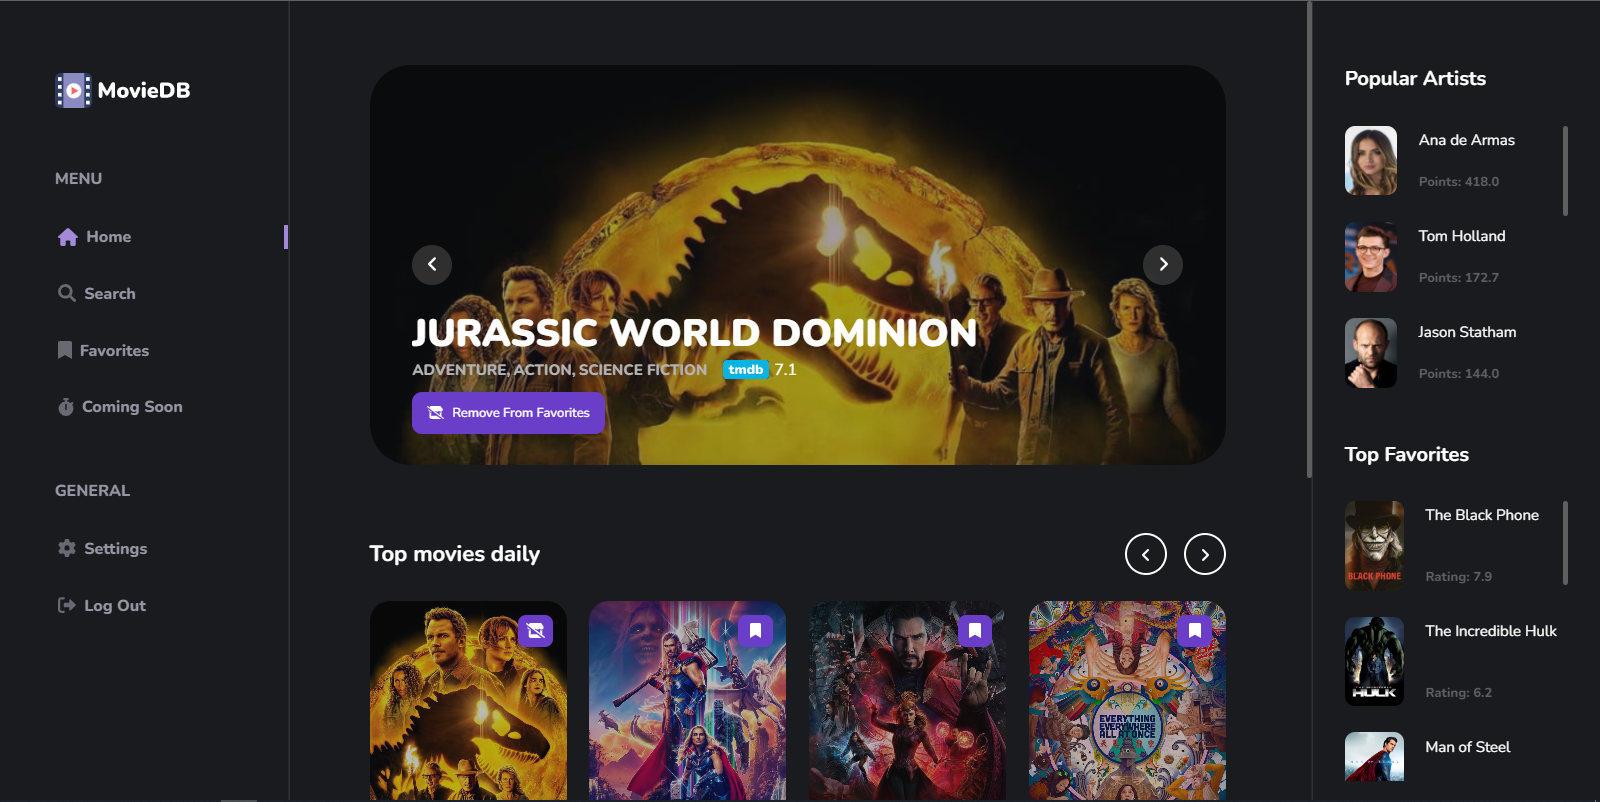 MovieDB
MENU
Home
Search
Favorites
Coming Soon
GENERAL
Settings
Log Out
JURASSIC WORLD DOMINION
ADVENTURE, ACTION, SCIENCE FICTION tmdb 7.1
Remove From Favorites
Top movies daily
EVERYTHING
EVERYWHERE
ALL AT ONCE
Popular Artists
Ana de Armas
Points: 418.0
Tom Holland
Points: 172.7
Jason Statham
Points: 144.0
Top Favorites
The Black Phone
BLACK PHONE
Rating: 7.9
The Incredible Hulk
HULK
Rating: 6.2
Man of Steel